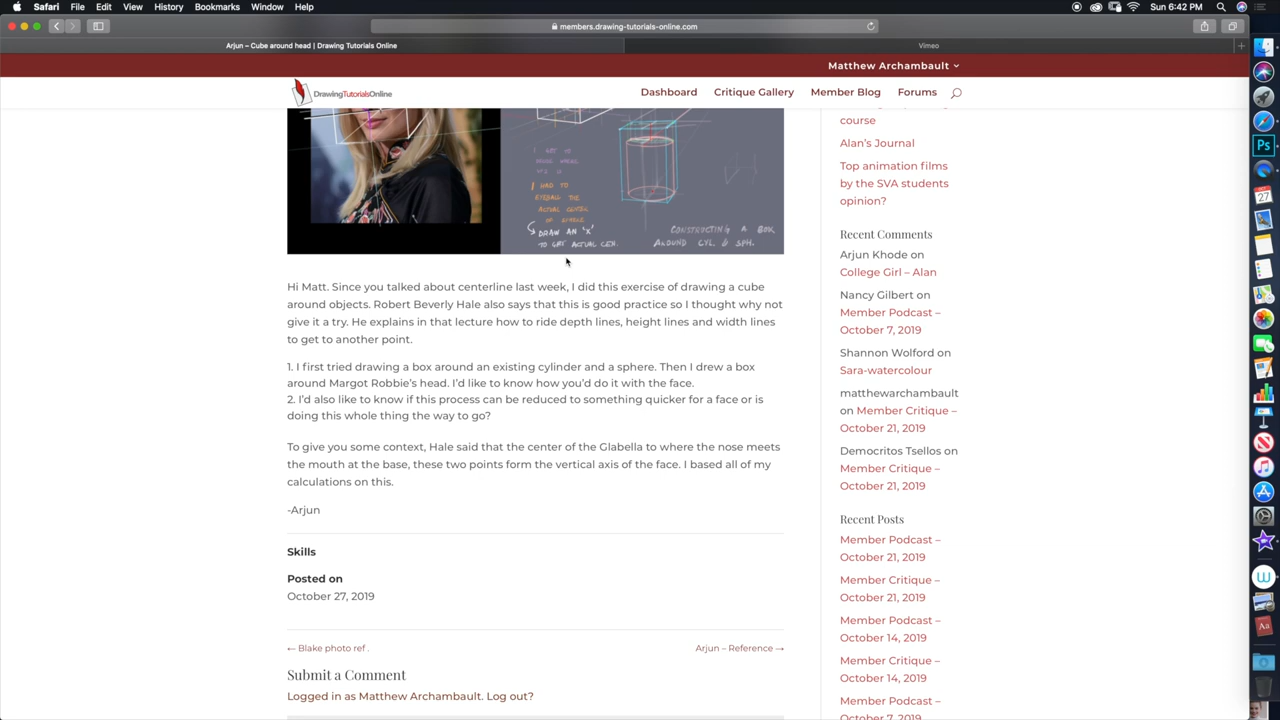 Safari File Edit View History Bookmarks Window Help
Sun 6:42 PM
members.drawing-tutorials-online.com
Arjun – Cube around head | Drawing Tutorials Online
Vimeo
Matthew Archambault
DrawingTutorialsOnline
Dashboard Critique Gallery Member Blog Forums
I HAD TO
EYEBALL THE
ACTUAL CENTER
DRAW AN 'X'
TO GET ACTUAL CEN.
CONSTRUCTING A BOX
AROUND CYL. & SPH.
Hi Matt. Since you talked about centerline last week, I did this exercise of drawing a cube
around objects. Robert Beverly Hale also says that this is good practice so I thought why not
give it a try. He explains in that lecture how to ride depth lines, height lines and width lines
to get to another point.
1. I first tried drawing a box around an existing cylinder and a sphere. Then I drew a box
around Margot Robbie's head. I'd like to know how you'd do it with the face.
2. I'd also like to know if this process can be reduced to something quicker for a face or is
doing this whole thing the way to go?
To give you some context, Hale said that the center of the Glabella to where the nose meets
the mouth at the base, these two points form the vertical axis of the face. I based all of my
calculations on this.
-Arjun
Skills
Posted on
October 27, 2019
← Blake photo ref .
Arjun – Reference →
Submit a Comment
Logged in as Matthew Archambault. Log out?
course
Alan's Journal
Top animation films
by the SVA students
opinion?
Recent Comments
Arjun Khode on
College Girl – Alan
Nancy Gilbert on
Member Podcast –
October 7, 2019
Shannon Wolford on
Sara-watercolour
matthewarchambault
on Member Critique –
October 21, 2019
Democritos Tsellos on
Member Critique –
October 21, 2019
Recent Posts
Member Podcast –
October 21, 2019
Member Critique –
October 21, 2019
Member Podcast –
October 14, 2019
Member Critique –
October 14, 2019
Member Podcast –
October 7, 2019
Ps
OCT
27
W
Aa